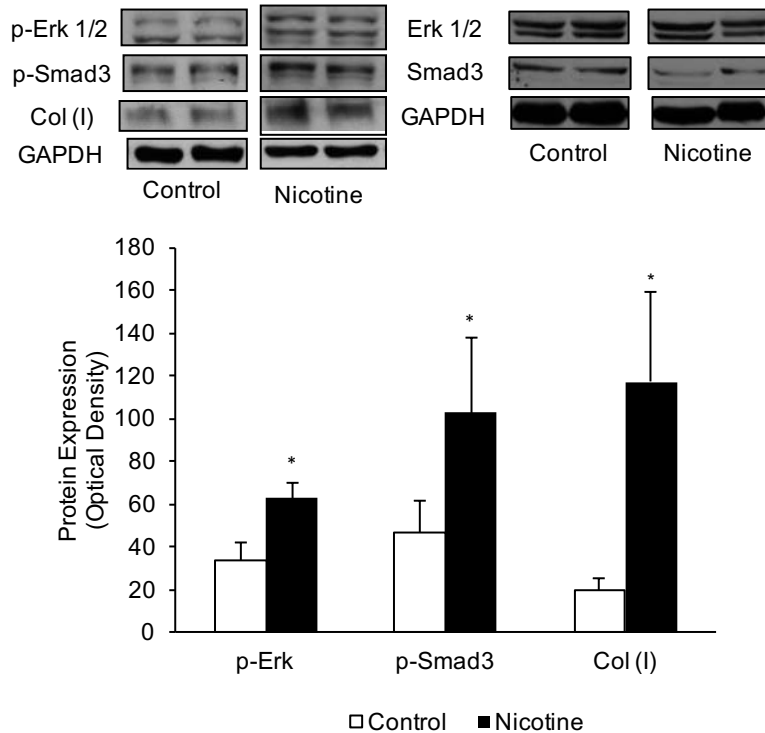 p-Erk 1/2
p-Smad3
Col (I)
GAPDH
Control Nicotine
Erk 1/2
Smad3
GAPDH
Control Nicotine
Protein Expression
(Optical Density)
180
160
140
120
100
80
60
40
20
0
*
*
*
p-Erk p-Smad3 Col (I)
Control Nicotine